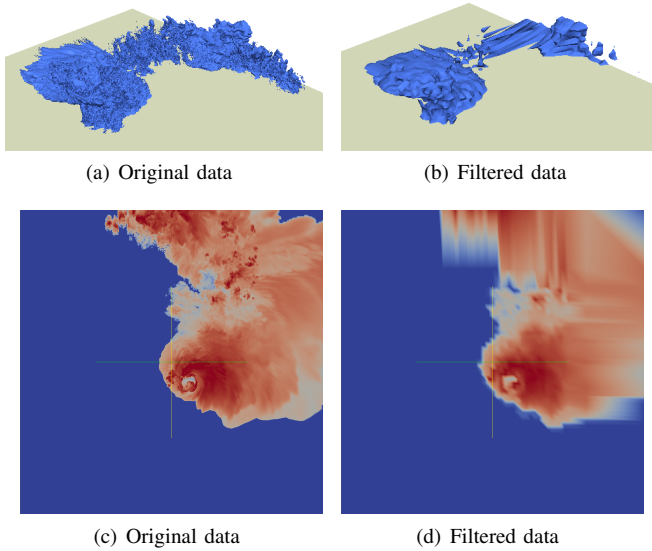 (a) Original data
(b) Filtered data
(c) Original data
(d) Filtered data